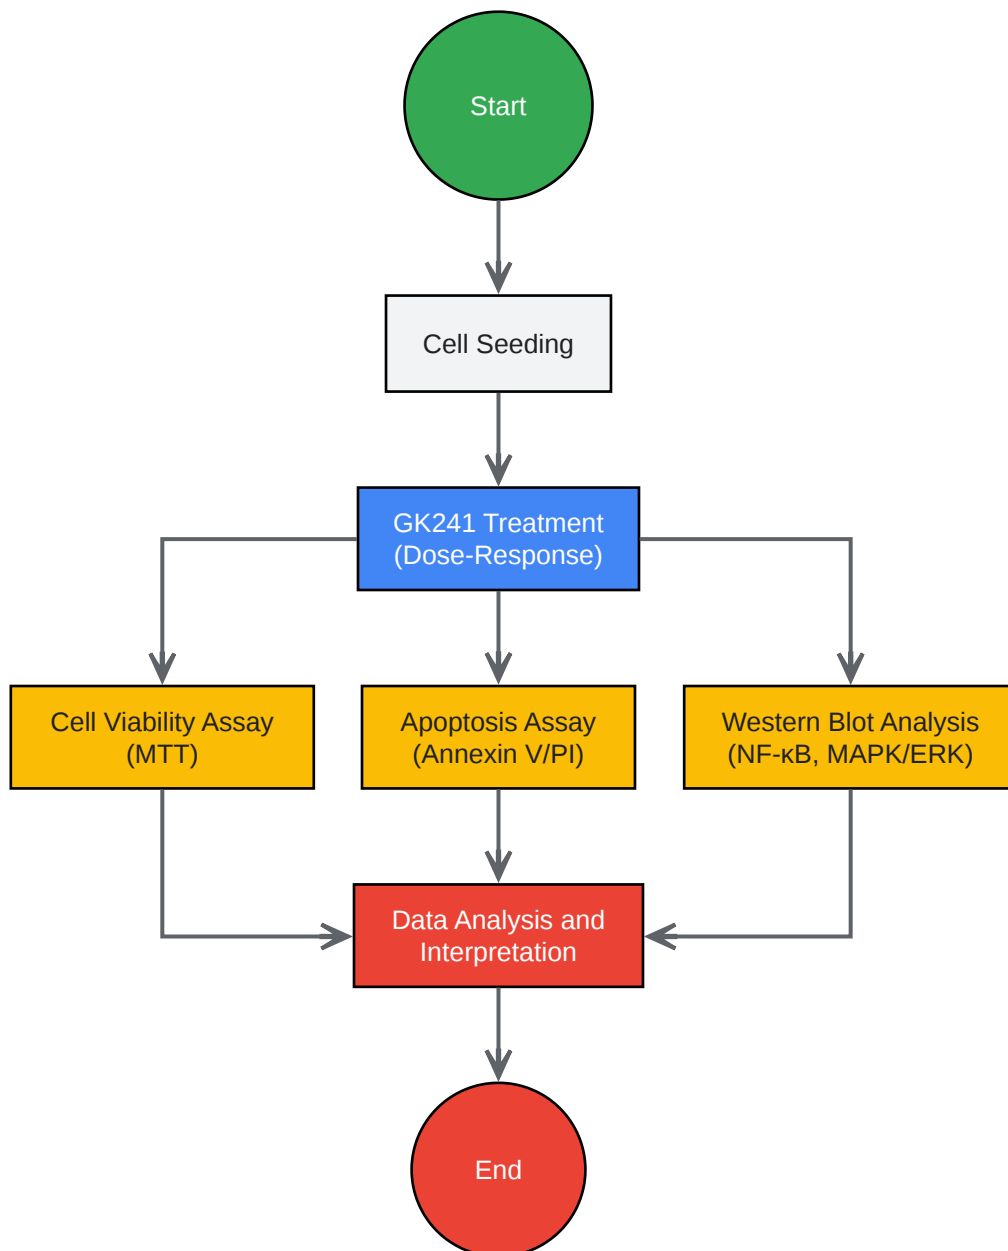 Start
Cell Seeding
GK241 Treatment
(Dose-Response)
Cell Viability Assay
(MTT)
Apoptosis Assay
(Annexin V/PI)
Western Blot Analysis
(NF-κB, MAPK/ERK)
Data Analysis and
Interpretation
End